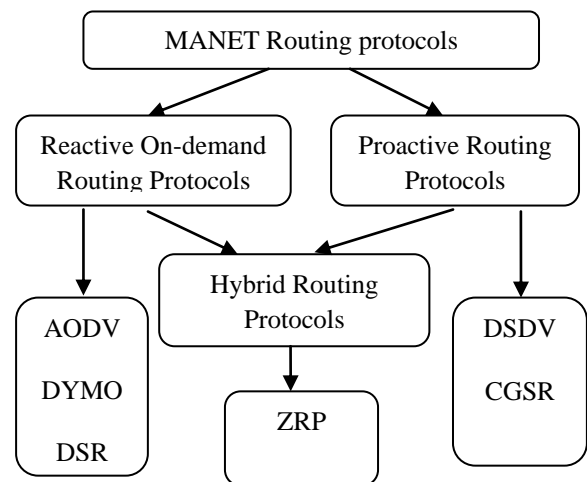 MANET Routing protocols
Reactive On-demand
Routing Protocols
Proactive Routing
Protocols
Hybrid Routing
Protocols
AODV
DYMO
DSR
ZRP
DSDV
CGSR